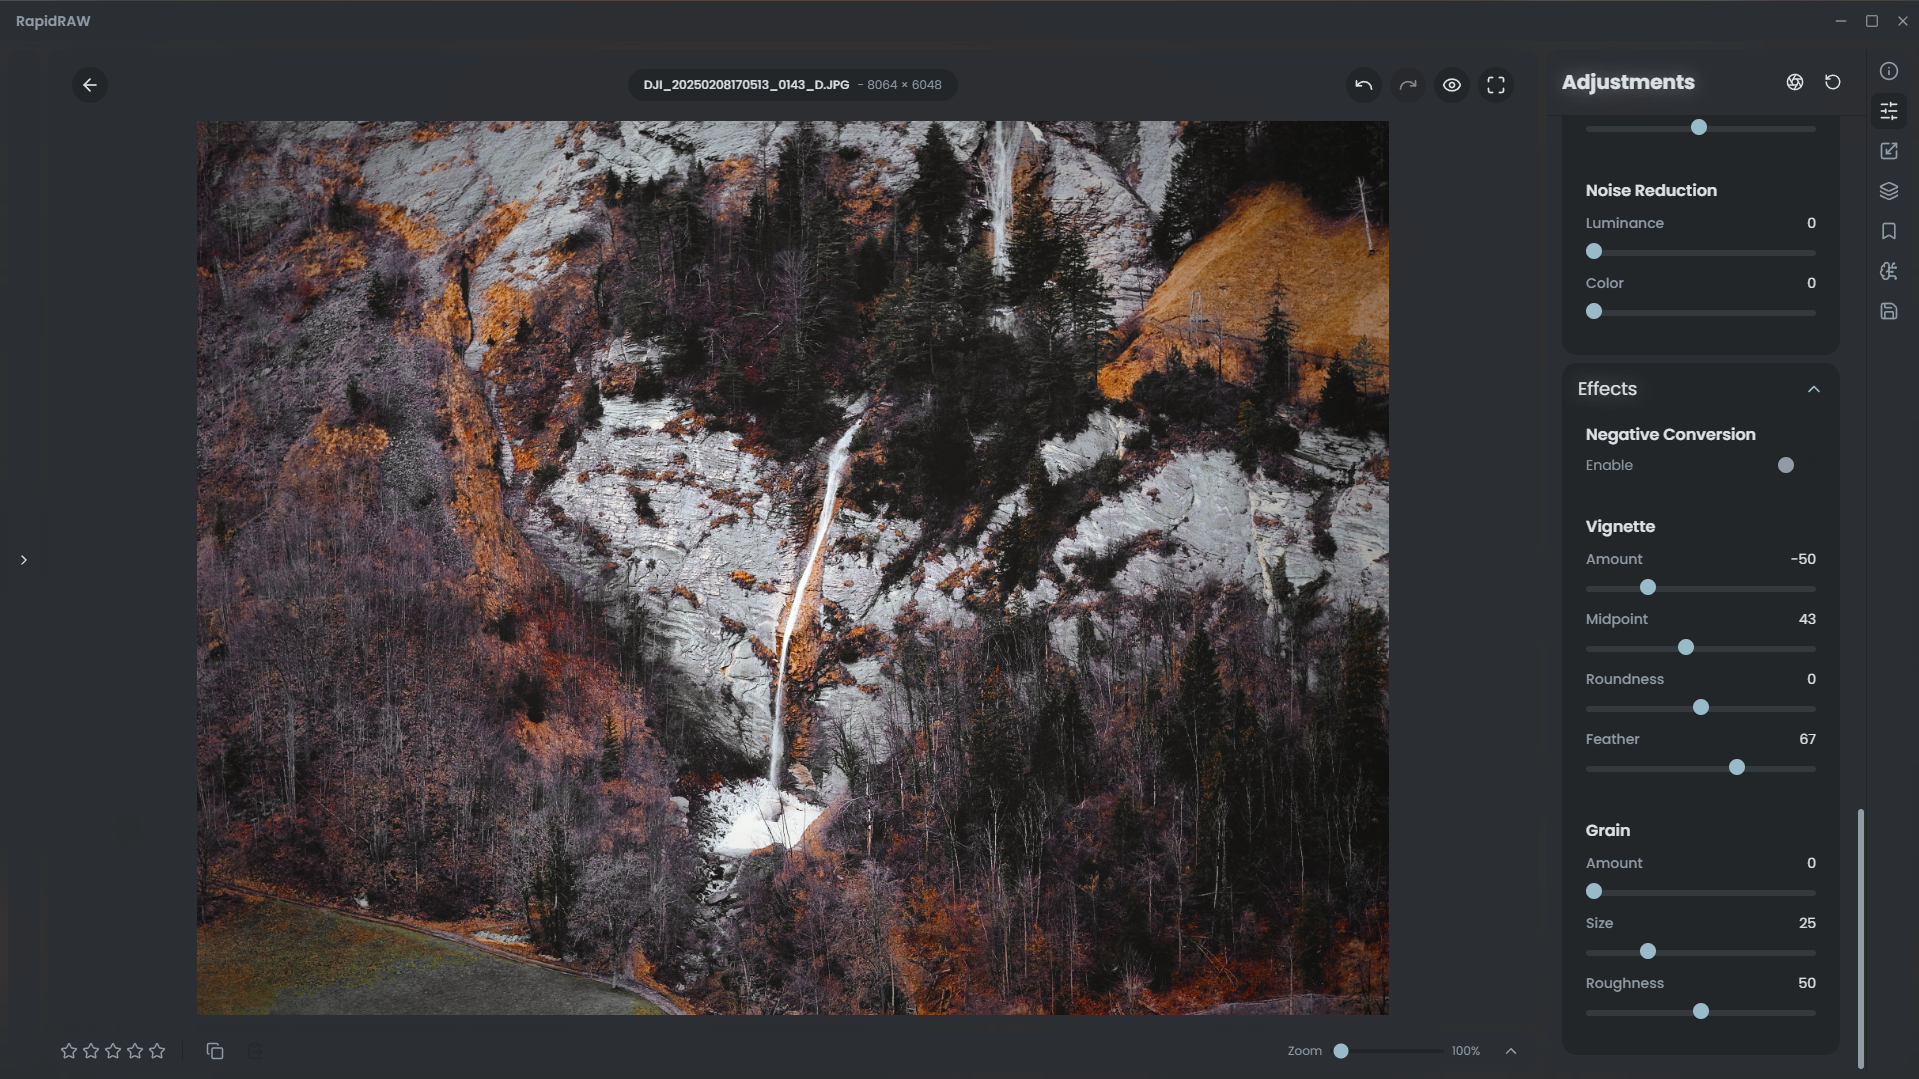 RapidRAW
DJI_20250208170513_0143_D.JPG - 8064 × 6048
Adjustments
Noise Reduction
Luminance 0
Color 0
Effects
Negative Conversion
Enable
Vignette
Amount -50
Midpoint 43
Roundness 0
Feather 67
Grain
Amount 0
Size 25
Roughness 50
Zoom 100%